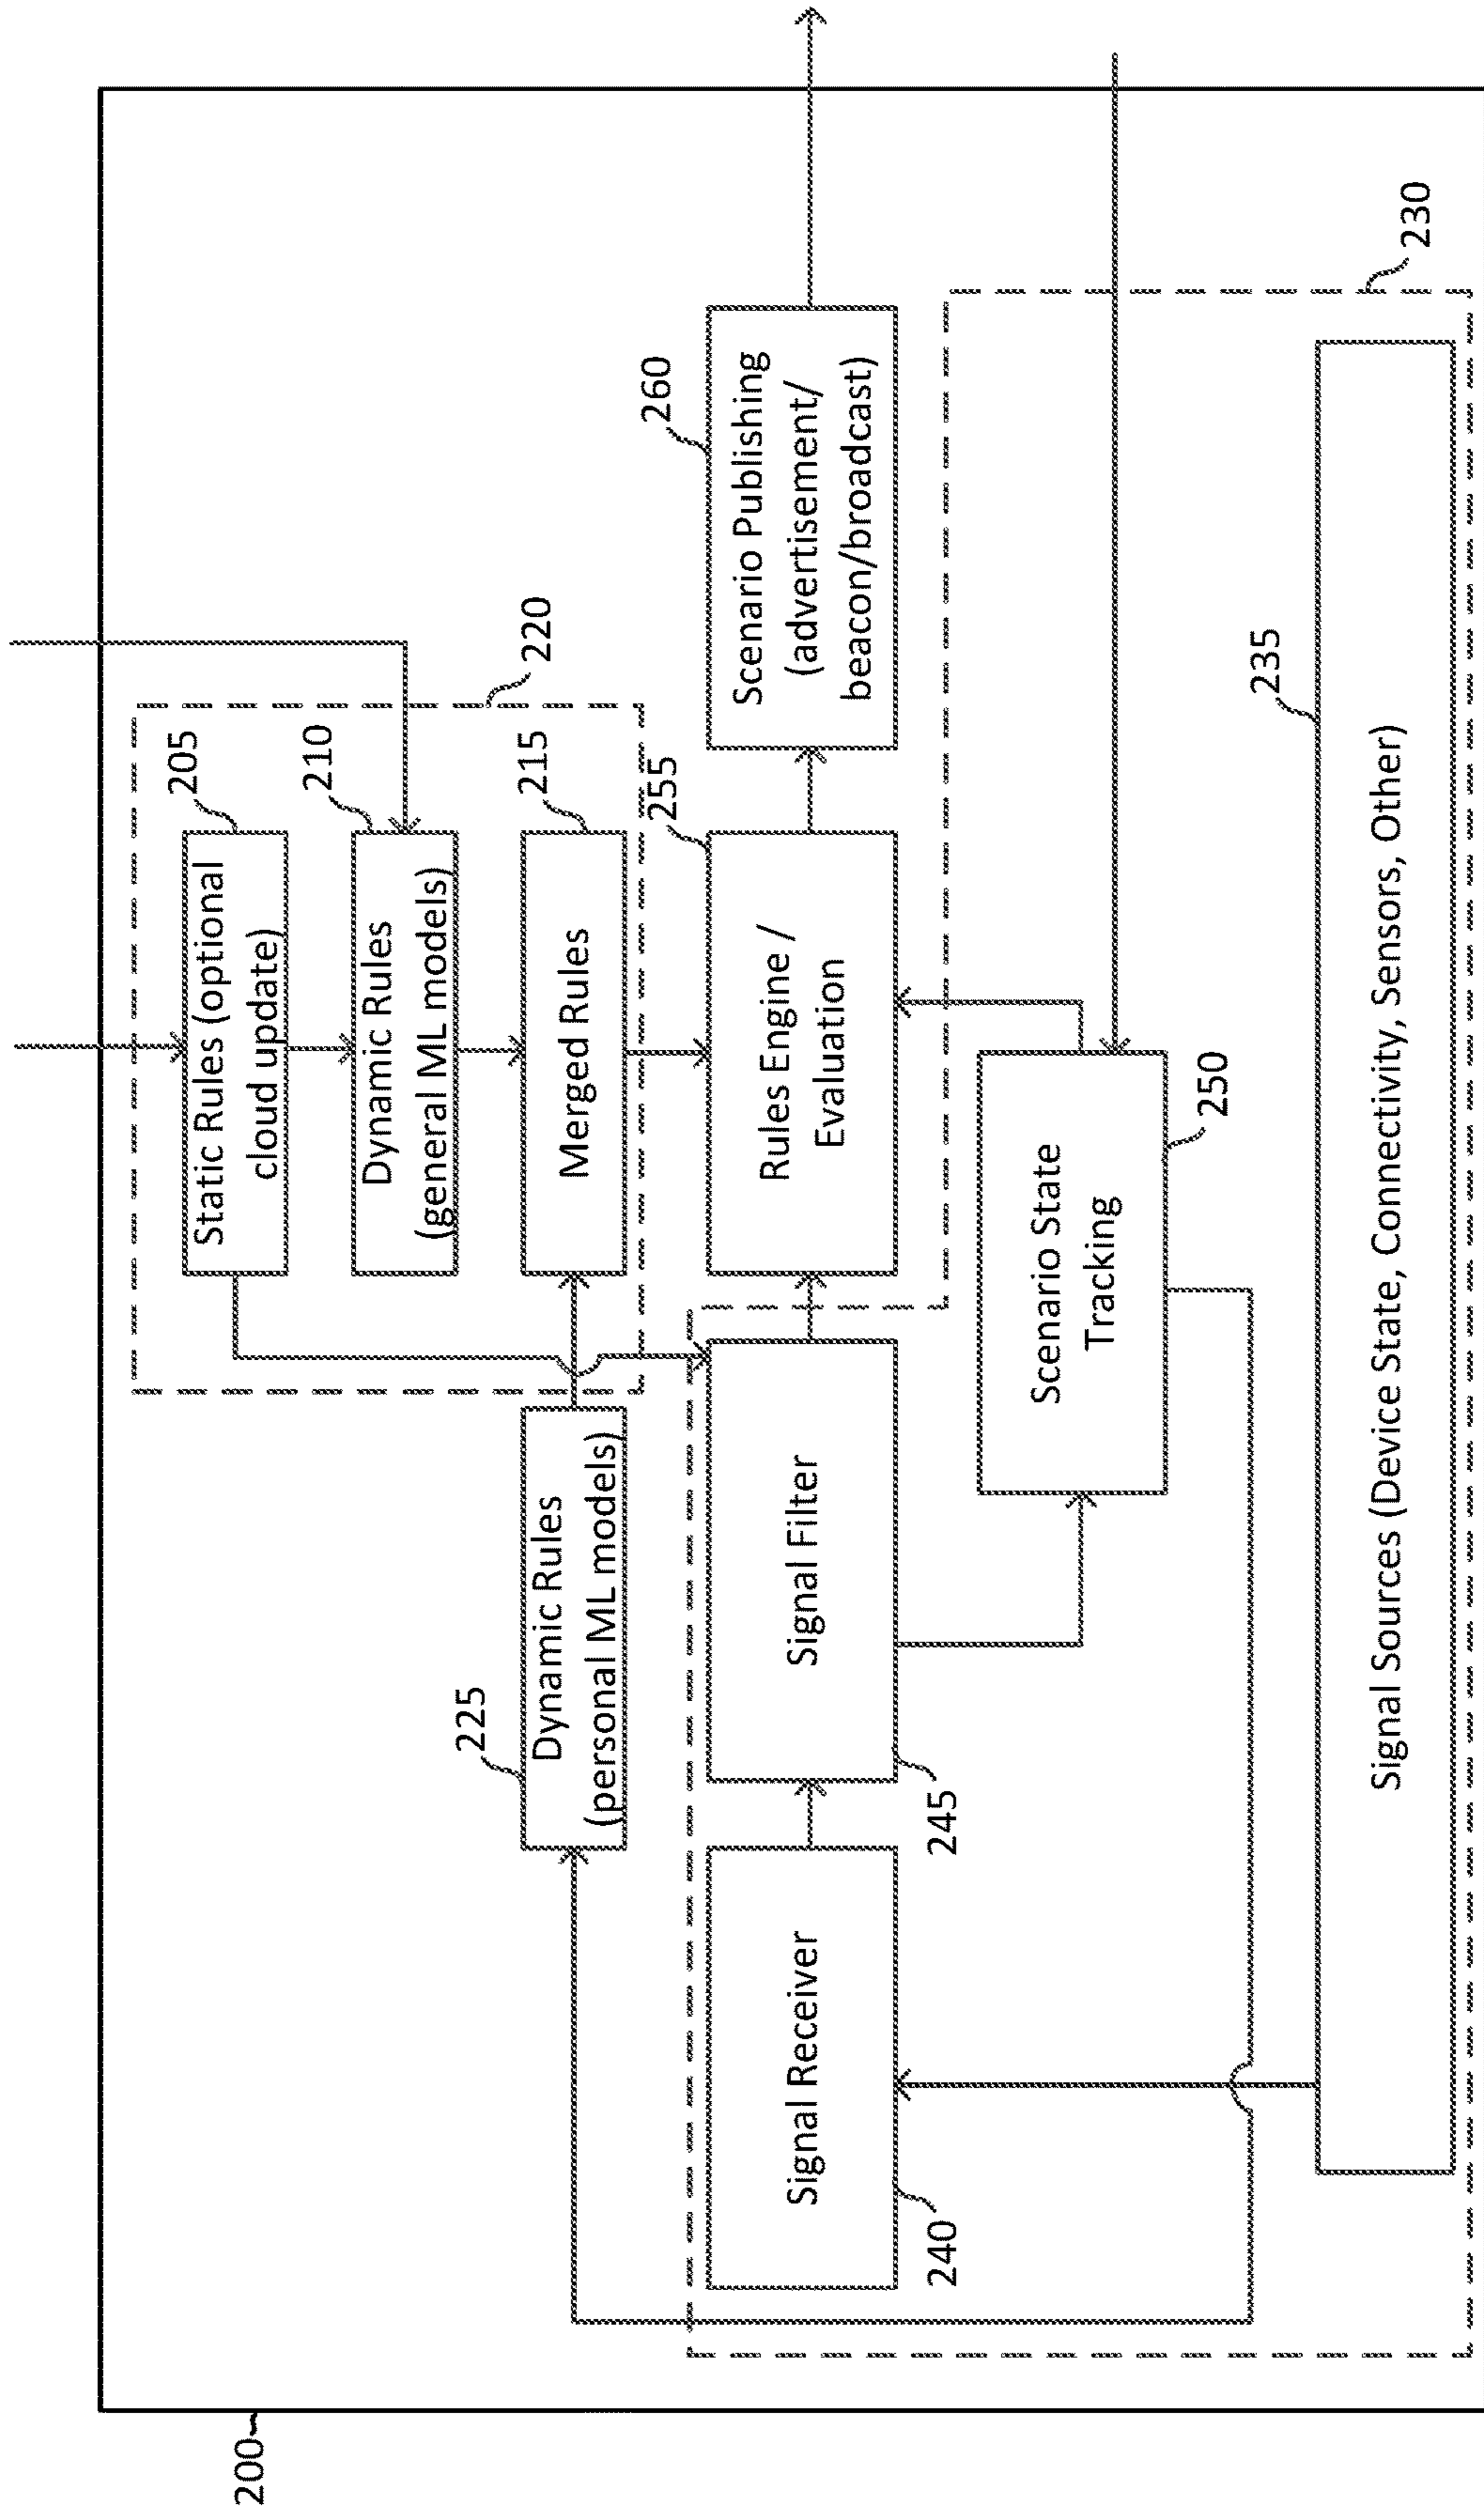 200
Static Rules (optional
cloud update)
205
Dynamic Rules
(general ML models)
210
Merged Rules
215
220
225
Dynamic Rules
(personal ML models)
Signal Receiver
240
Signal Filter
245
Rules Engine /
Evaluation
255
Scenario Publishing
(advertisement/
beacon/broadcast)
260
Scenario State
Tracking
250
230
235
Signal Sources (Device State, Connectivity, Sensors, Other)